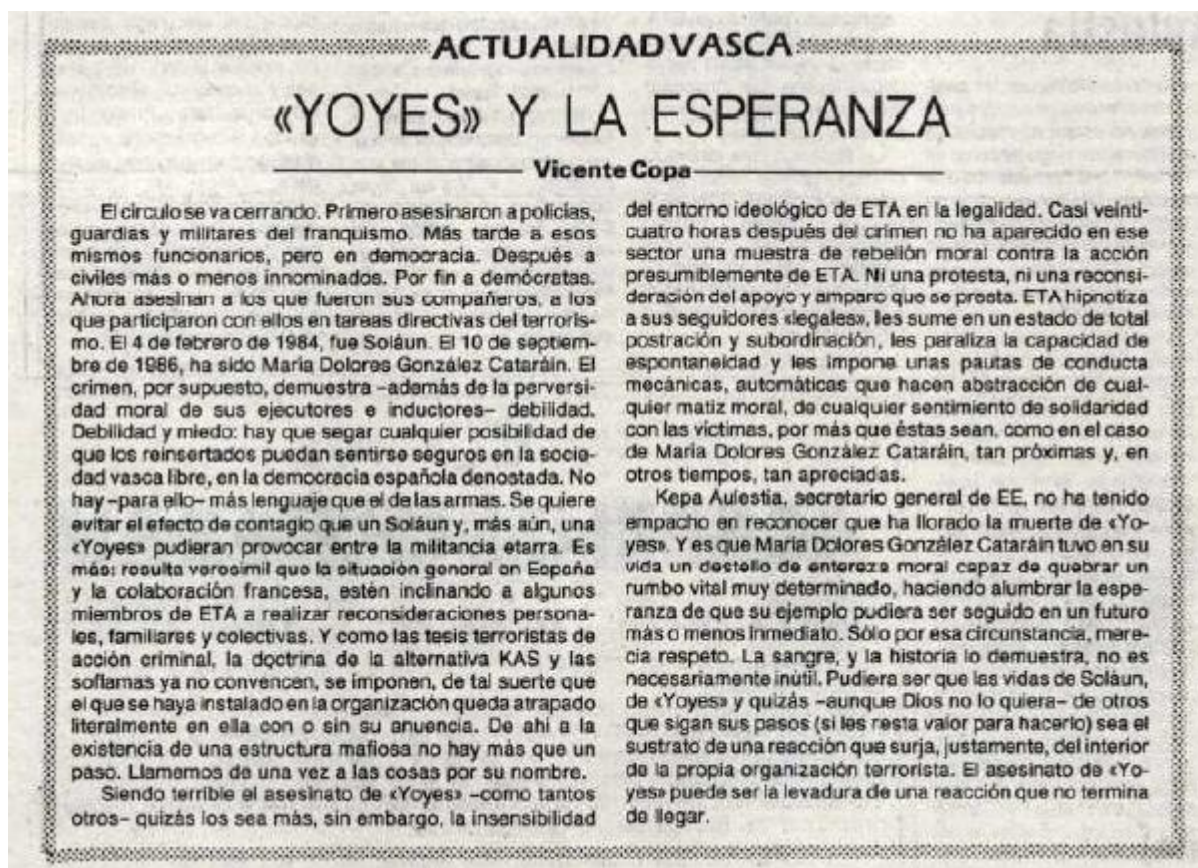 ACTUALIDAD VASCA
«YOYES» Y LA ESPERANZA
Vicente Copa
El círculo se va cerrando. Primero asesinaron a policías,
guardias y militares del franquismo. Más tarde a esos
mismos funcionarios, pero en democracia. Después a
civiles más o menos innominados. Por fin a demócratas.
Ahora asesinan a los que fueron sus compañeros, a los
que participaron con ellos en tareas directivas del terroris-
mo. El 4 de febrero de 1984, fue Soláun. El 10 de septiem-
bre de 1986, ha sido María Dolores González Cataráin. El
crimen, por supuesto, demuestra –además de la perversi-
dad moral de sus ejecutores e inductores– debilidad.
Debilidad y miedo: hay que segar cualquier posibilidad de
que los reinsertados puedan sentirse seguros en la socie-
dad vasca libre, en la democracia española denostada. No
hay –para ello– más lenguaje que el de las armas. Se quiere
evitar el efecto de contagio que un Soláun y, más aún, una
«Yoyes» pudieran provocar entre la militancia etarra. Es
más: resulta verosímil que la situación general en España
y la colaboración francesa, estén inclinando a algunos
miembros de ETA a realizar reconsideraciones persona-
les, familiares y colectivas. Y como las tesis terroristas de
acción criminal, la doctrina de la alternativa KAS y las
soflamas ya no convencen, se imponen, de tal suerte que
el que se haya instalado en la organización queda atrapado
literalmente en ella con o sin su anuencia. De ahí a la
existencia de una estructura mafiosa no hay más que un
paso. Llamemos de una vez a las cosas por su nombre.
Siendo terrible el asesinato de «Yoyes» –como tantos
otros– quizás los sea más, sin embargo, la insensibilidad
del entorno ideológico de ETA en la legalidad. Casi veinti-
cuatro horas después del crimen no ha aparecido en ese
sector una muestra de rebelión moral contra la acción
presumiblemente de ETA. Ni una protesta, ni una reconsi-
deración del apoyo y amparo que se presta. ETA hipnotiza
a sus seguidores «legales», les sume en un estado de total
postración y subordinación, les paraliza la capacidad de
espontaneidad y les impone unas pautas de conducta
mecánicas, automáticas que hacen abstracción de cual-
quier matiz moral, de cualquier sentimiento de solidaridad
con las víctimas, por más que éstas sean, como en el caso
de María Dolores González Cataráin, tan próximas y, en
otros tiempos, tan apreciadas.
Kepa Aulestia, secretario general de EE, no ha tenido
empacho en reconocer que ha llorado la muerte de «Yo-
yes». Y es que María Dolores González Cataráin tuvo en su
vida un destello de entereza moral capaz de quebrar un
rumbo vital muy determinado, haciendo alumbrar la espe-
ranza de que su ejemplo pudiera ser seguido en un futuro
más o menos inmediato. Sólo por esa circunstancia, mere-
cía respeto. La sangre, y la historia lo demuestra, no es
necesariamente inútil. Pudiera ser que las vidas de Soláun,
de «Yoyes» y quizás –aunque Dios no lo quiera– de otros
que sigan sus pasos (si les resta valor para hacerlo) sea el
sustrato de una reacción que surja, justamente, del interior
de la propia organización terrorista. El asesinato de «Yo-
yes» puede ser la levadura de una reacción que no termina
de llegar.